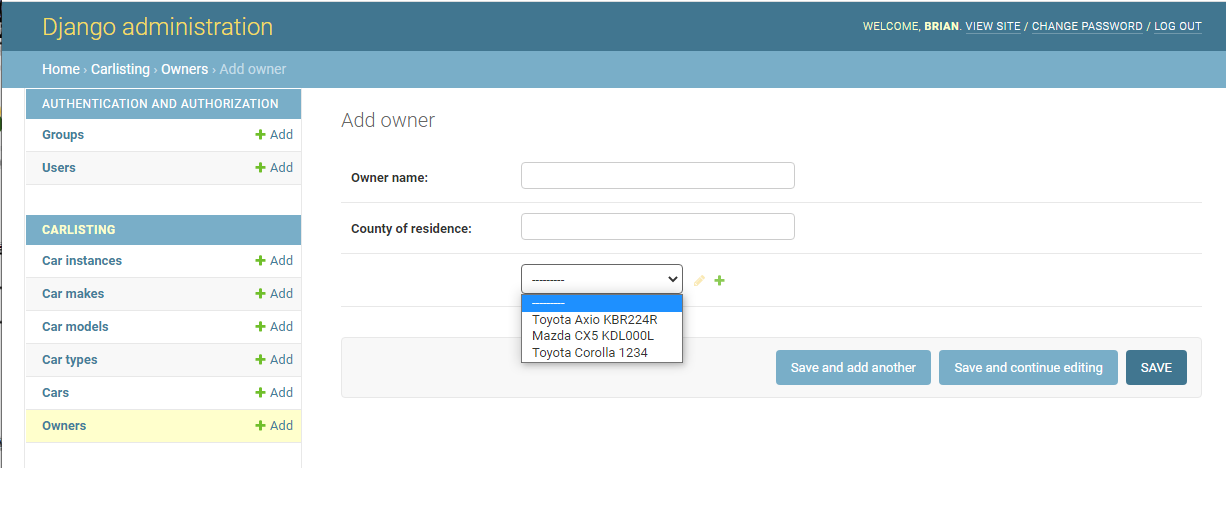 Django administration
WELCOME, BRIAN. VIEW SITE / CHANGE PASSWORD / LOG OUT
Home › Carlisting › Owners › Add owner
AUTHENTICATION AND AUTHORIZATION
Groups
Add
Users
Add
CARLISTING
Car instances
Add
Car makes
Add
Car models
Add
Car types
Add
Cars
Add
Owners
Add
Add owner
Owner name:
County of residence:
---------
---------
Toyota Axio KBR224R
Mazda CX5 KDL000L
Toyota Corolla 1234
Save and add another
Save and continue editing
SAVE